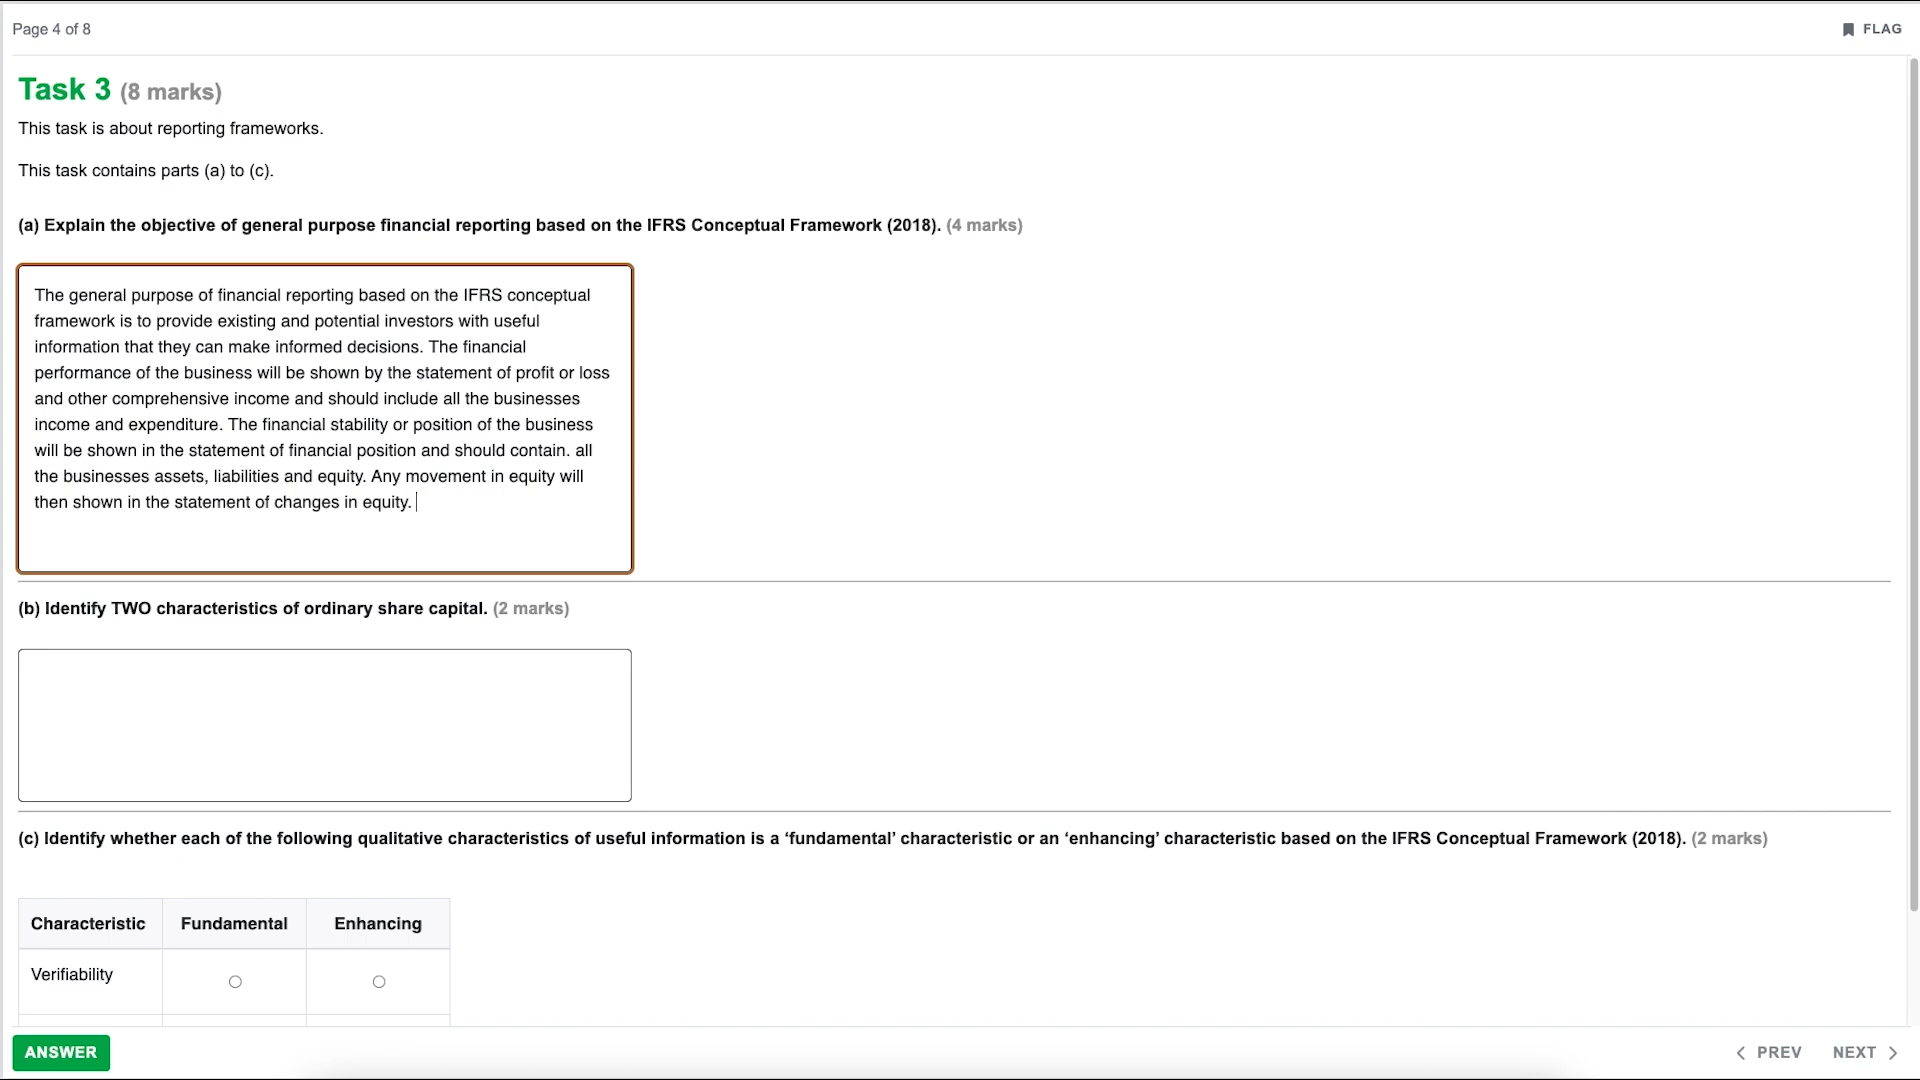 Page 4 of 8
FLAG
Task 3 (8 marks)
This task is about reporting frameworks.
This task contains parts (a) to (c).
(a) Explain the objective of general purpose financial reporting based on the IFRS Conceptual Framework (2018). (4 marks)
The general purpose of financial reporting based on the IFRS conceptual
framework is to provide existing and potential investors with useful
information that they can make informed decisions. The financial
performance of the business will be shown by the statement of profit or loss
and other comprehensive income and should include all the businesses
income and expenditure. The financial stability or position of the business
will be shown in the statement of financial position and should contain. all
the businesses assets, liabilities and equity. Any movement in equity will
then shown in the statement of changes in equity.
(b) Identify TWO characteristics of ordinary share capital. (2 marks)
(c) Identify whether each of the following qualitative characteristics of useful information is a ‘fundamental’ characteristic or an ‘enhancing’ characteristic based on the IFRS Conceptual Framework (2018). (2 marks)
Characteristic Fundamental Enhancing
Verifiability
ANSWER
PREV NEXT